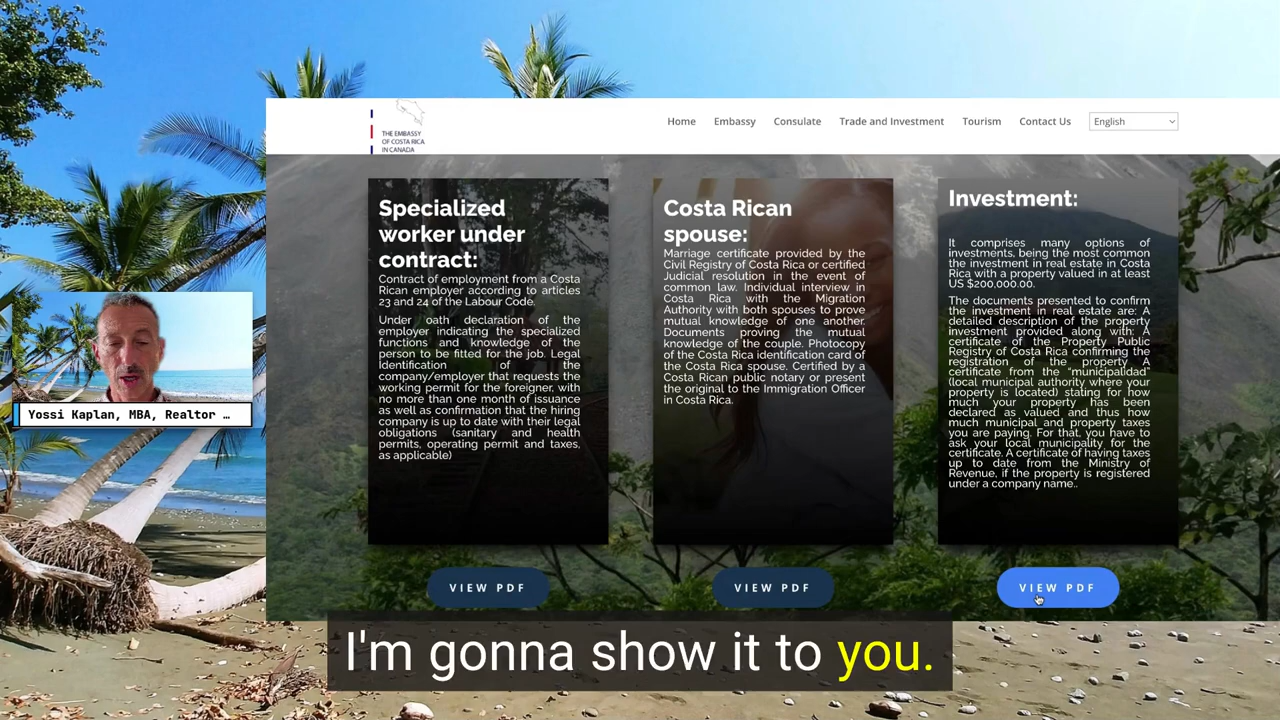 THE EMBASSY
OF COSTA RICA
IN CANADA
Home
Embassy
Consulate
Trade and Investment
Tourism
Contact Us
English
Specialized
worker under
contract:
Contract of employment from a Costa
Rican employer according to articles
23 and 24 of the Labour Code.
Under oath declaration of the
employer indicating the specialized
functions and knowledge of the
person to be fitted for the job. Legal
Identification of the
company/employer that requests the
working permit for the foreigner, with
no more than one month of issuance
as well as confirmation that the hiring
company is up to date with their legal
obligations (sanitary and health
permits, operating permit and taxes,
as applicable)
VIEW PDF
Costa Rican
spouse:
Marriage certificate provided by the
Civil Registry of Costa Rica or certified
Judicial resolution in the event of
common law. Individual interview in
Costa Rica with the Migration
Authority with both spouses to prove
mutual knowledge of one another.
Documents proving the mutual
knowledge of the couple. Photocopy
of the Costa Rica identification card of
the Costa Rica spouse. Certified by a
Costa Rican public notary or present
the original to the Immigration Officer
in Costa Rica.
VIEW PDF
Investment:
It comprises many options of
investments, being the most common
the investment in real estate in Costa
Rica with a property valued in at least
US $200,000.00.
The documents presented to confirm
the investment in real estate are: A
detailed description of the property
investment provided along with: A
certificate of the Property Public
Registry of Costa Rica confirming the
registration of the property A
certificate from the “municipalidad”
(local municipal authority where your
property is located) stating for how
much your property has been
declared as valued and thus how
much municipal and property taxes
you are paying. For that, you have to
ask your local municipality for the
certificate. A certificate of having taxes
up to date from the Ministry of
Revenue, if the property is registered
under a company name..
VIEW PDF
Yossi Kaplan, MBA, Realtor …
I'm gonna show it to you.